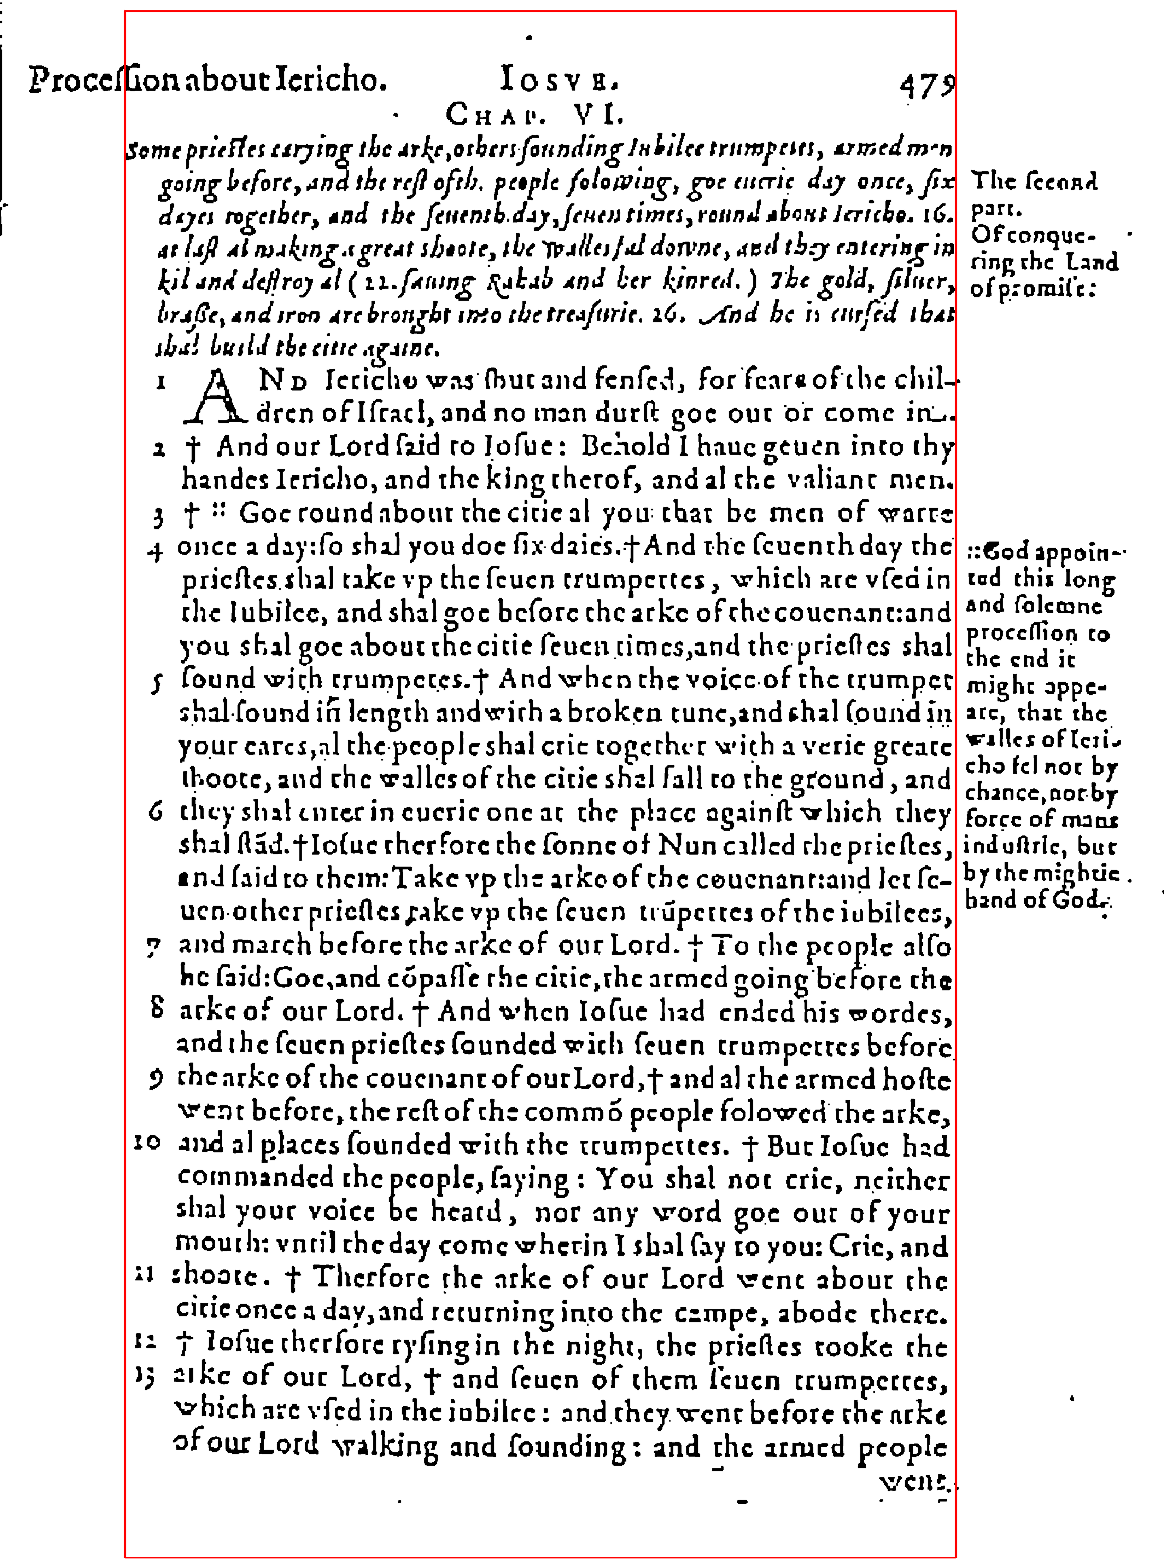 Proceſſion about Iericho. IOSVE. 479
CHAP. VI.
Some prieſtes carying the arke, others ſounding Iubilee trumpetes, armed men
going before, and the reſt of th. people folowing, goe euerie day once, ſix
dayes together, and the ſeuenth. day, ſeuen times, round about Iericho. 16.
at laſt al making a great shoote, the walles fal downe, and they entering in
kil and deſtroy al (22. ſauing Rahab and her kinred.) The gold, ſiluer,
braſſe, and iron are brought into the treaſurie. 26. And he is curſed that
shal build the citie againe.
1 AND Iericho was ſhut and fenſed, for feare of the chil-
dren of Iſrael, and no man durſt goe out or come in.
2 † And our Lord ſaid to Ioſue: Behold I haue geuen into thy
handes Iericho, and the king therof, and al the valiant men.
3 † :: Goe round about the citie al you that be men of warre
4 once a day: ſo shal you doe ſix daies. † And the ſeuenth day the
prieſtes shal take vp the ſeuen trumpettes, which are vſed in
the Iubilee, and shal goe before the arke of the couenant: and
you shal goe about the citie ſeuen times, and the prieſtes shal
5 ſound with trumpetes. † And when the voice of the trumpet
shal ſound in length and with a broken tune, and shal ſound in
your eares, al the people shal crie together with a verie greate
shoote, and the walles of the citie shal fall to the ground, and
6 they shal enter in euerie one at the place againſt which they
shal ſtãd. † Ioſue therfore the ſonne of Nun called the prieſtes,
and ſaid to them: Take vp the arke of the couenant: and let ſe-
uen other prieſtes take vp the ſeuen trũpettes of the iubilees,
7 and march before the arke of our Lord. † To the people alſo
he ſaid: Goe, and cõpaſſe the citie, the armed going before the
8 arke of our Lord. † And when Ioſue had ended his wordes,
and the ſeuen prieſtes ſounded with ſeuen trumpettes before
9 the arke of the couenant of our Lord, † and al the armed hoſte
went before, the reſt of the commõ people folowed the arke,
10 and al places ſounded with the trumpettes. † But Ioſue had
commanded the people, ſaying: You shal not crie, neither
shal your voice be heard, nor any word goe out of your
mouth: vntil the day come wherin I shal ſay to you: Crie, and
11 shoote. † Therfore the arke of our Lord went about the
citie once a day, and returning into the campe, abode there.
12 † Ioſue therfore ryſing in the night, the prieſtes tooke the
13 arke of our Lord, † and ſeuen of them ſeuen trumpettes,
which are vſed in the iubilee: and they went before the arke
of our Lord walking and ſounding: and the armed people
went
The ſecond
part.
Of conque-
ring the Land
of promiſe:
::God appoin-
ted this long
and ſolemne
proceſſion to
the end it
might appe-
are, that the
walles of Ieri-
cho fel not by
chance, nor by
force of mans
induſtrie, but
by the mightie
hand of God.